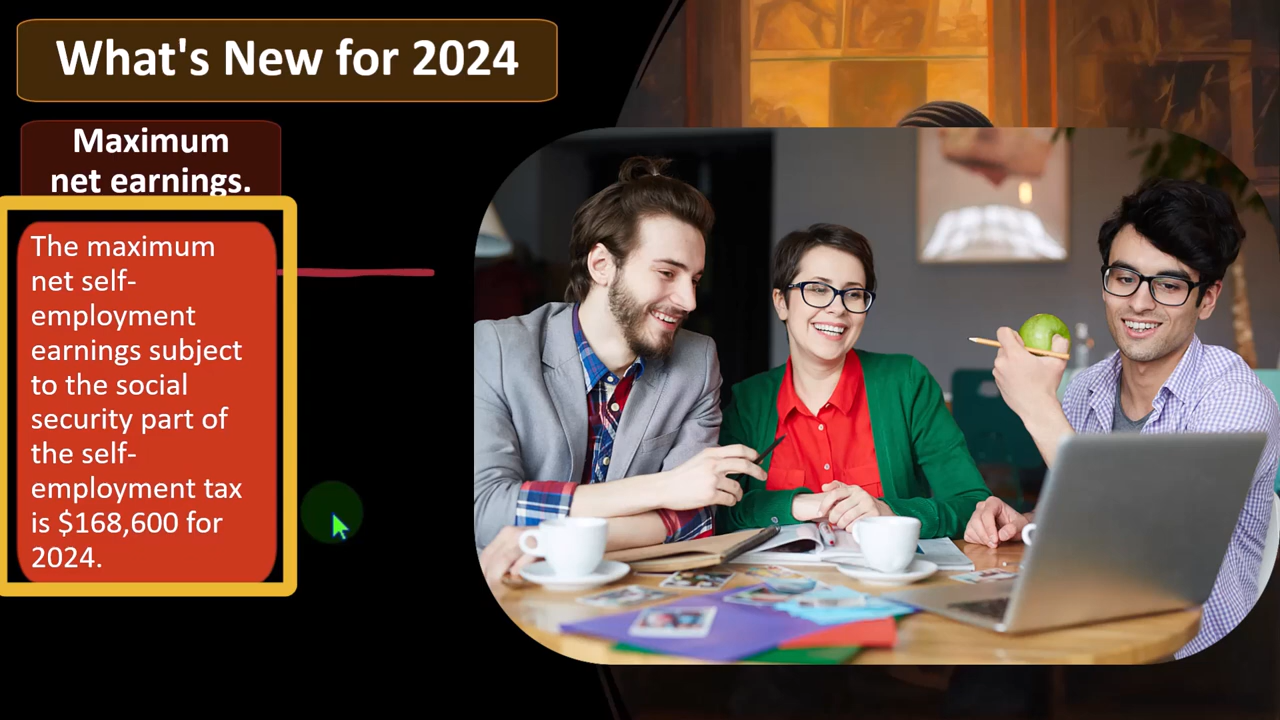 What's New for 2024
Maximum
net earnings.
The maximum
net self-
employment
earnings subject
to the social
security part of
the self-
employment tax
is $168,600 for
2024.